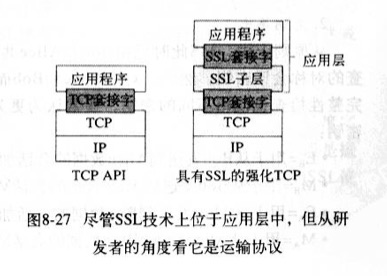 应用程序
TCP套接字
TCP
IP
TCP API
应用程序
SSL套接字
SSL子层
TCP套接字
TCP
IP
应用层
具有SSL的强化TCP
图8-27 尽管SSL技术上位于应用层中，但从研
发者的角度看它是运输协议